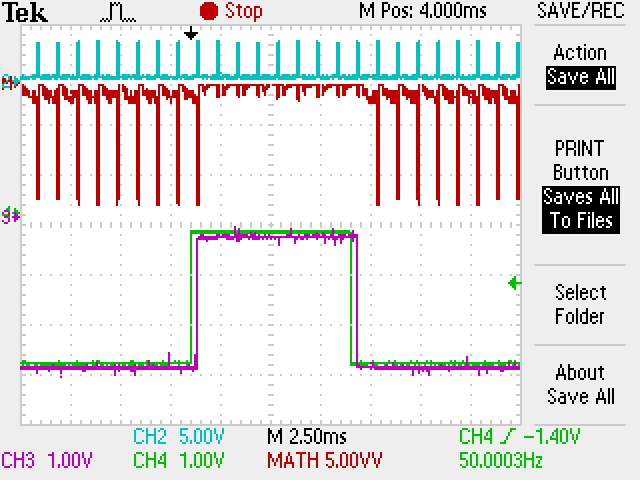 Tek Stop M Pos: 4.000ms SAVE/REC
Action
Save All
PRINT
Button
Saves All
To Files
Select
Folder
About
Save All
CH2 5.00V M 2.50ms CH4 -1.40V
CH3 1.00V CH4 1.00V MATH 5.00VV 50.0003Hz